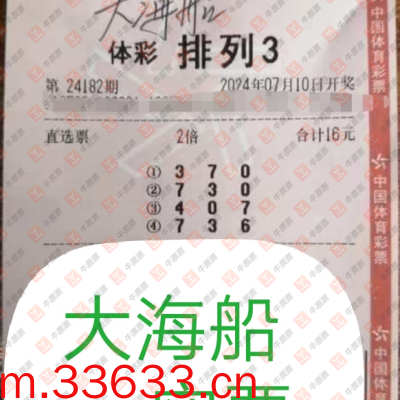 大海船
体彩 排列3
第 24182期 2024年07月10日开奖
直选票 2倍 合计16元
① 3 7 0
② 7 3 0
③ 4 0 7
④ 7 3 6
中国体育彩票
中国体育彩票
中国体育
大海船
m.33633.cn